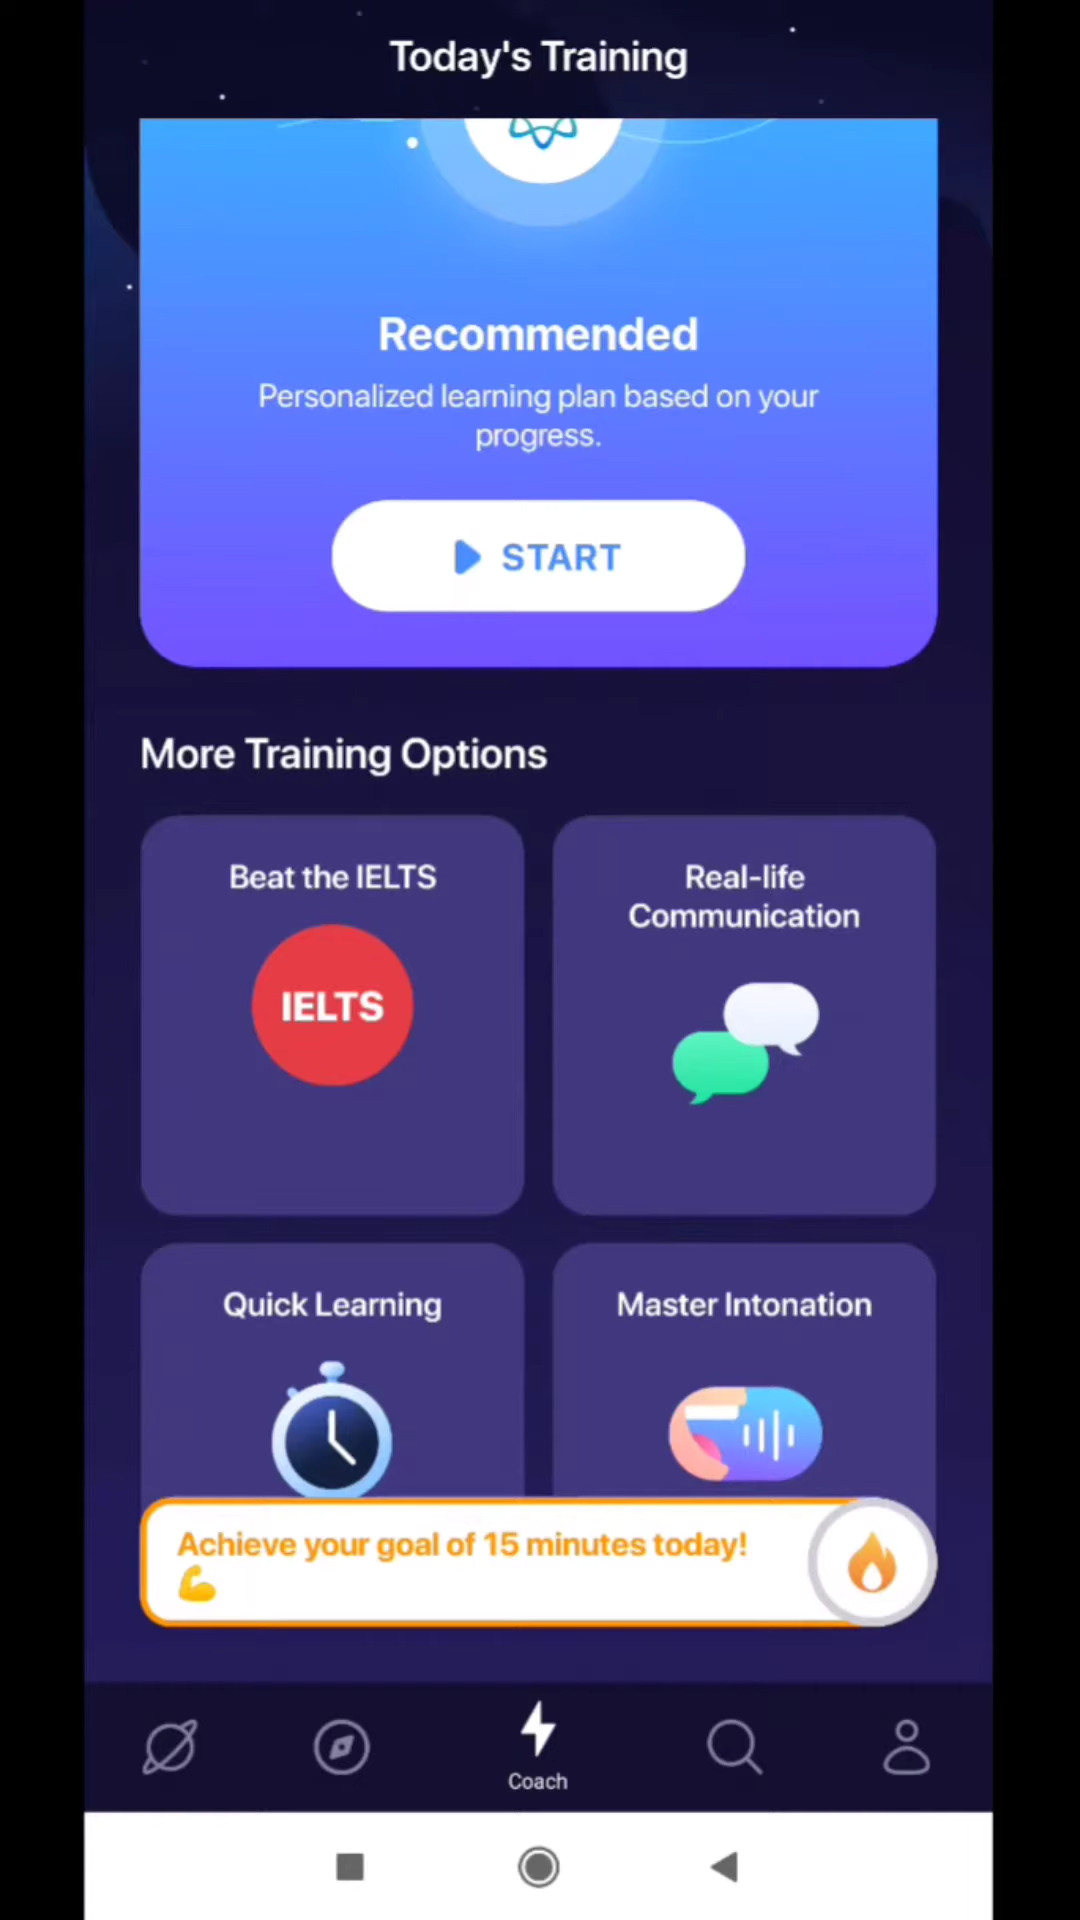 Today's Training
Recommended
Personalized learning plan based on your
progress.
START
More Training Options
Beat the IELTS
IELTS
Real-life
Communication
Quick Learning
Master Intonation
Achieve your goal of 15 minutes today!
💪
Coach